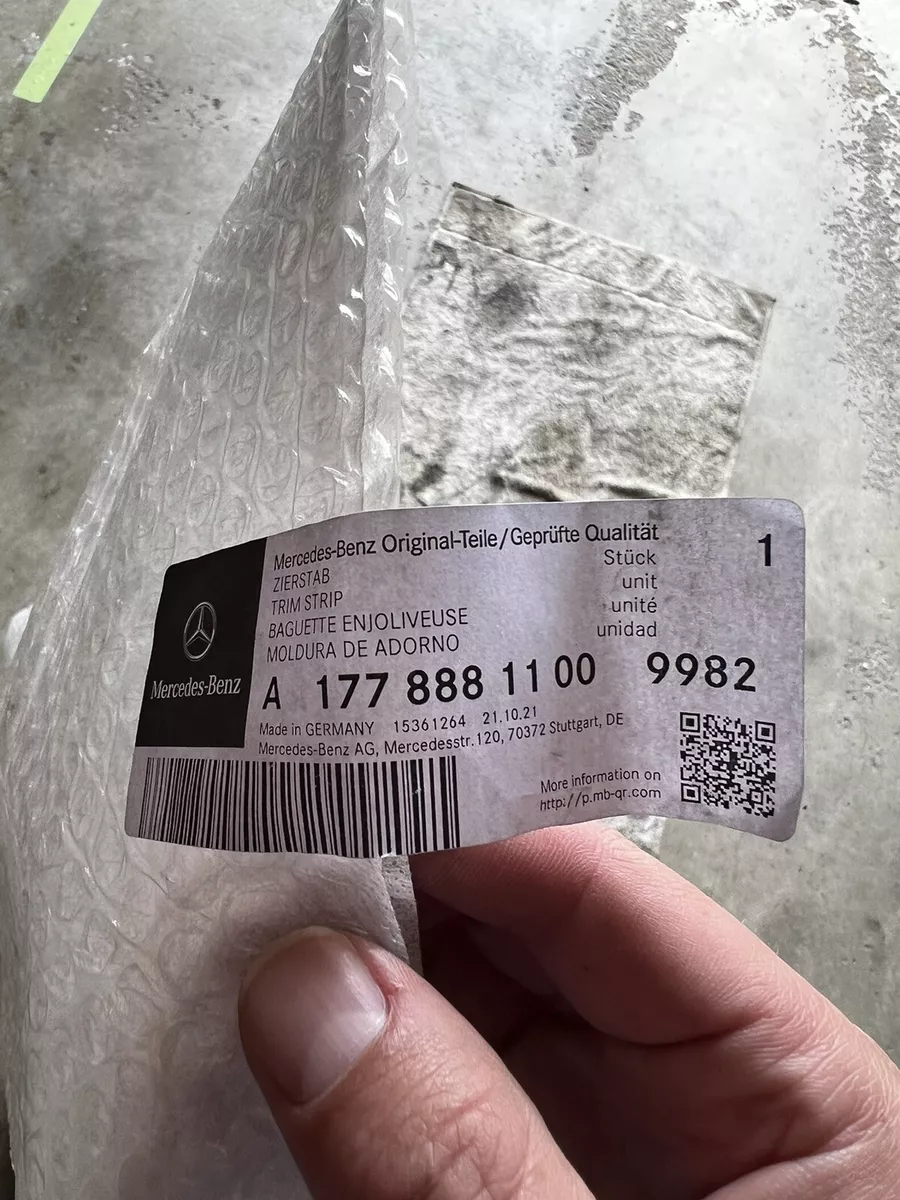 Mercedes-Benz Original-Teile/Geprüfte Qualität 1
ZIERSTAB Stück
TRIM STRIP unit
BAGUETTE ENJOLIVEUSE unité
MOLDURA DE ADORNO unidad
Mercedes-Benz
A 177 888 11 00 9982
Made in GERMANY 15361264 21.10.21
Mercedes-Benz AG, Mercedesstr.120, 70372 Stuttgart, DE
More information on
http://p.mb-qr.com